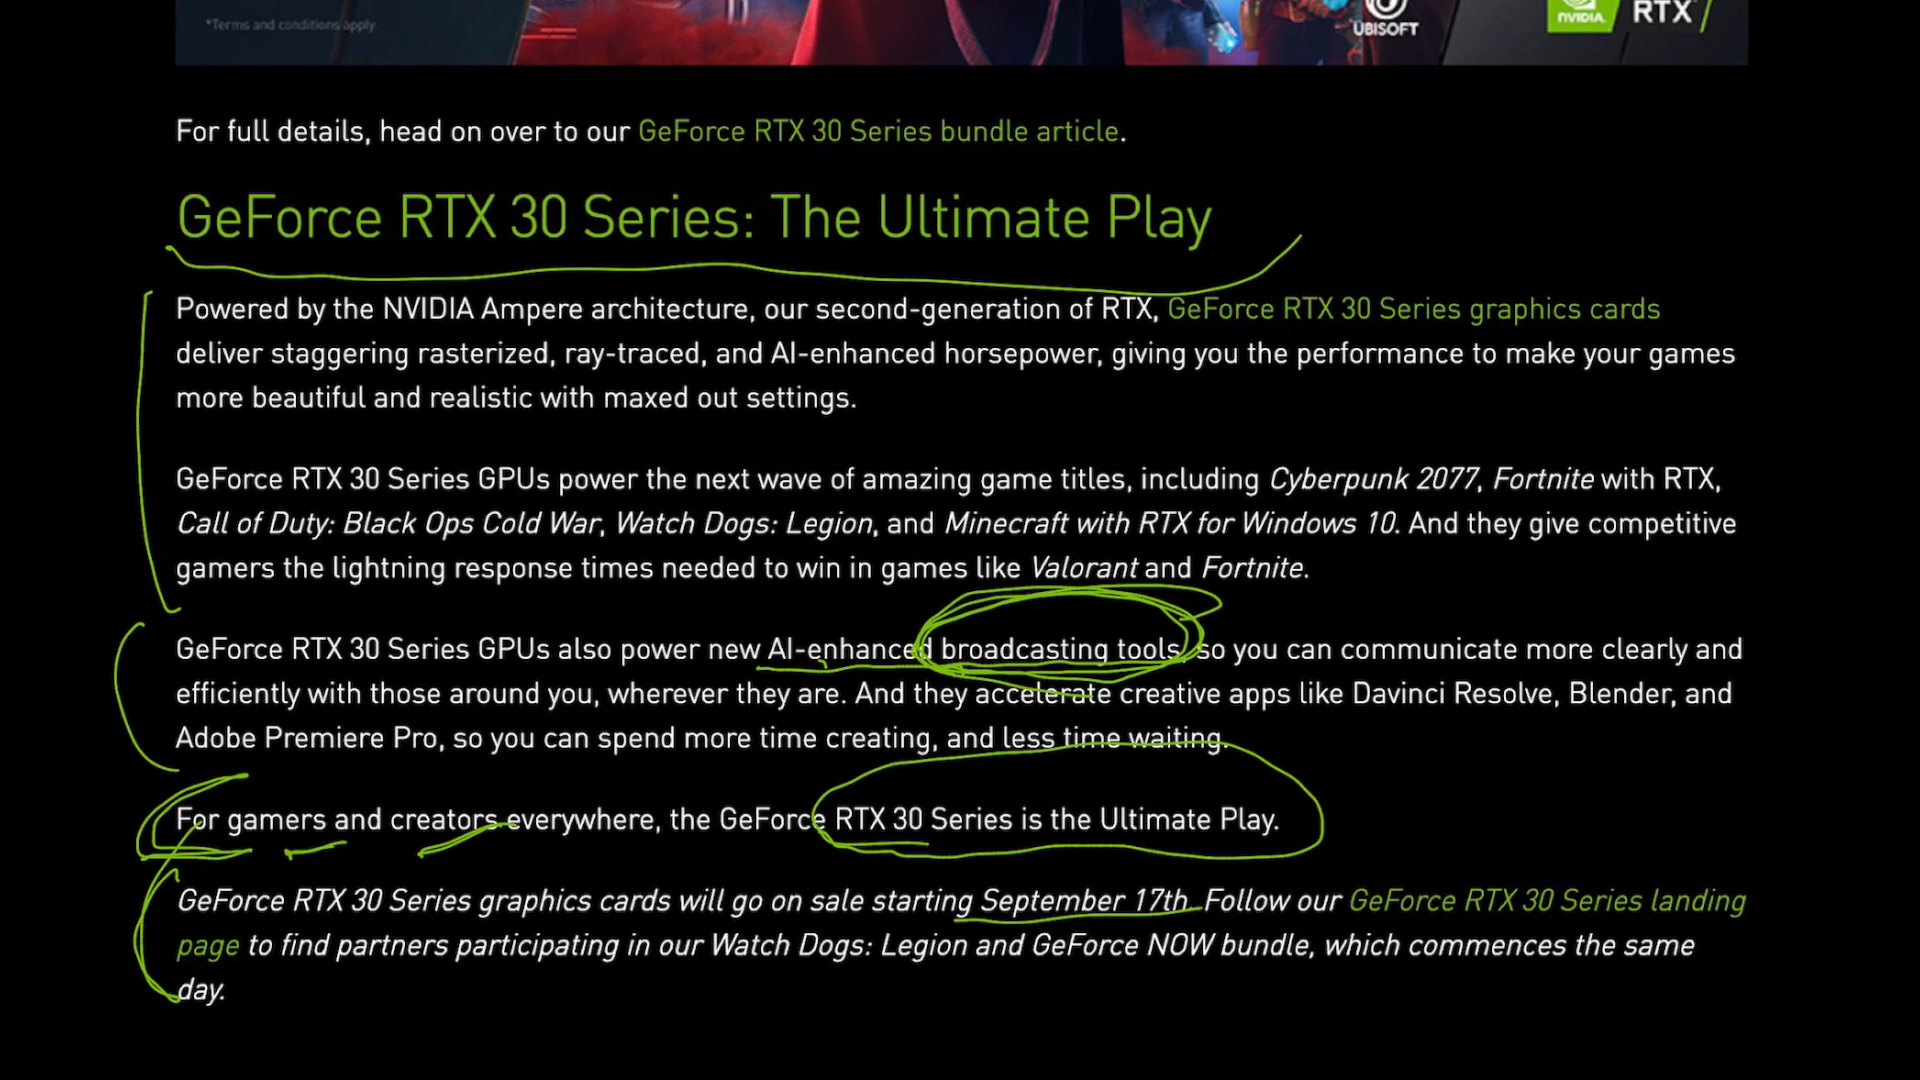 *Terms and conditions apply.
UBISOFT
NVIDIA.
RTX
For full details, head on over to our GeForce RTX 30 Series bundle article.
GeForce RTX 30 Series: The Ultimate Play
Powered by the NVIDIA Ampere architecture, our second-generation of RTX, GeForce RTX 30 Series graphics cards
deliver staggering rasterized, ray-traced, and AI-enhanced horsepower, giving you the performance to make your games
more beautiful and realistic with maxed out settings.
GeForce RTX 30 Series GPUs power the next wave of amazing game titles, including Cyberpunk 2077, Fortnite with RTX,
Call of Duty: Black Ops Cold War, Watch Dogs: Legion, and Minecraft with RTX for Windows 10. And they give competitive
gamers the lightning response times needed to win in games like Valorant and Fortnite.
GeForce RTX 30 Series GPUs also power new AI-enhanced broadcasting tools, so you can communicate more clearly and
efficiently with those around you, wherever they are. And they accelerate creative apps like Davinci Resolve, Blender, and
Adobe Premiere Pro, so you can spend more time creating, and less time waiting.
For gamers and creators everywhere, the GeForce RTX 30 Series is the Ultimate Play.
GeForce RTX 30 Series graphics cards will go on sale starting September 17th. Follow our GeForce RTX 30 Series landing
page to find partners participating in our Watch Dogs: Legion and GeForce NOW bundle, which commences the same
day.